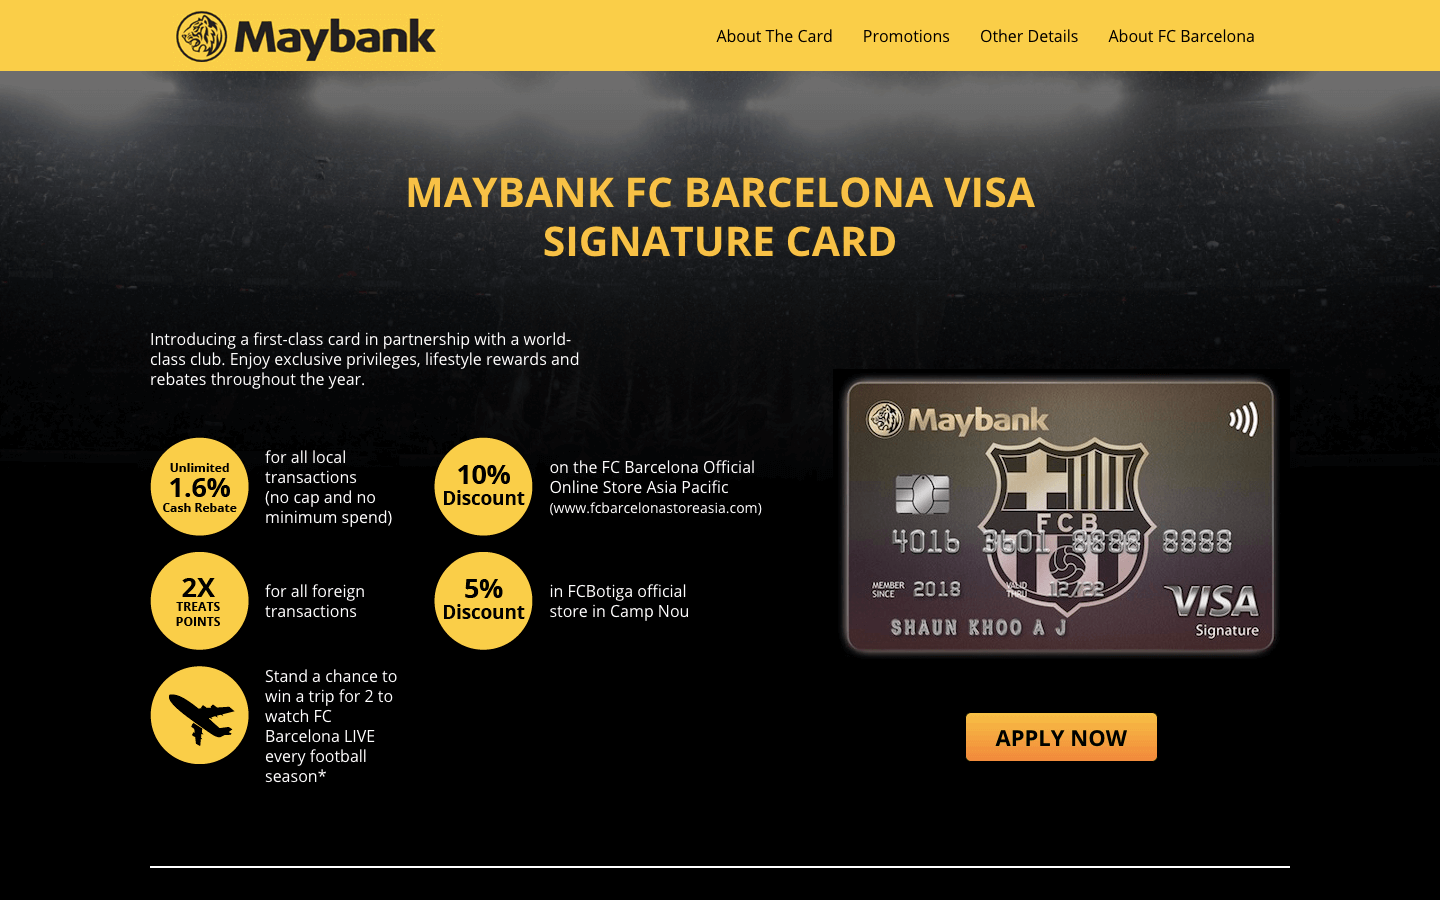 Maybank
About The Card
Promotions
Other Details
About FC Barcelona
MAYBANK FC BARCELONA VISA
SIGNATURE CARD
Introducing a first-class card in partnership with a world-
class club. Enjoy exclusive privileges, lifestyle rewards and
rebates throughout the year.
Unlimited
1.6%
Cash Rebate
for all local
transactions
(no cap and no
minimum spend)
10%
Discount
on the FC Barcelona Official
Online Store Asia Pacific
(www.fcbarcelonastoreasia.com)
2X
TREATS
POINTS
for all foreign
transactions
5%
Discount
in FCBotiga official
store in Camp Nou
Stand a chance to
win a trip for 2 to
watch FC
Barcelona LIVE
every football
season*
Maybank
FCB
4016 3601 8888 8888
MEMBER
SINCE
2018
VALID
THRU
12/22
SHAUN KHOO A J
VISA
Signature
APPLY NOW